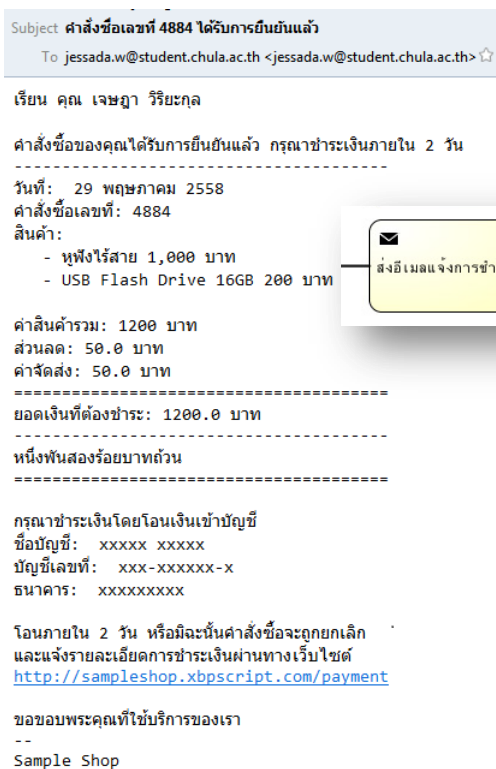 Subject คำสั่งซื้อเลขที่ 4884 ได้รับการยืนยันแล้ว
To jessada.w@student.chula.ac.th <jessada.w@student.chula.ac.th>
เรียน คุณ เจษฎา วิริยะกุล
คำสั่งซื้อของคุณได้รับการยืนยันแล้ว กรุณาชำระเงินภายใน 2 วัน
---------------------------------------
วันที่: 29 พฤษภาคม 2558
คำสั่งซื้อเลขที่: 4884
สินค้า:
- หูฟังไร้สาย 1,000 บาท
- USB Flash Drive 16GB 200 บาท
ส่งอีเมลแจ้งการชำ
ค่าสินค้ารวม: 1200 บาท
ส่วนลด: 50.0 บาท
ค่าจัดส่ง: 50.0 บาท
=======================================
ยอดเงินที่ต้องชำระ: 1200.0 บาท
---------------------------------------
หนึ่งพันสองร้อยบาทถ้วน
=======================================
กรุณาชำระเงินโดยโอนเงินเข้าบัญชี
ชื่อบัญชี: xxxxx xxxxx
บัญชีเลขที่: xxx-xxxxxx-x
ธนาคาร: xxxxxxxxx
โอนภายใน 2 วัน หรือมิฉะนั้นคำสั่งซื้อจะถูกยกเลิก
และแจ้งรายละเอียดการชำระเงินผ่านทางเว็บไซต์
http://sampleshop.xbpscript.com/payment
ขอขอบพระคุณที่ใช้บริการของเรา
--
Sample Shop